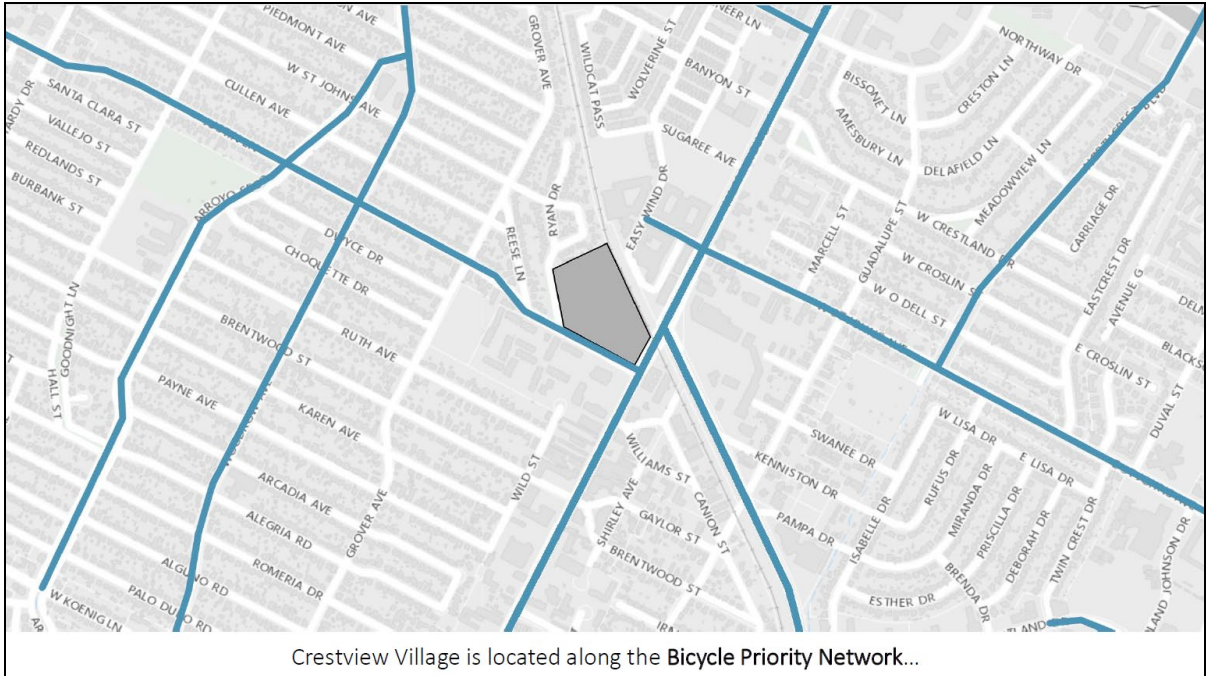 PIEDMONT AVE
W ST JOHNS AVE
CULLEN AVE
GROVER AVE
WILDCAT PASS
WOLVERINE ST
BANYON ST
NORTHWAY DR
BISSONET LN
CRESTON LN
AMESBURY LN
DELAFIELD LN
MEADOWVIEW LN
SANTA CLARA ST
VALLEJO ST
REDLANDS ST
BURBANK ST
SUGAREE AVE
EASY WIND DR
RYAN DR
REESE LN
MARCELL ST
GUADALUPE ST
W CRESTLAND DR
CARRIAGE DR
EASTCREST DR
AVENUE G
W CROSLIN ST
W O DELL ST
DWYCE DR
CHOQUETTE DR
RUTH AVE
BRENTWOOD ST
GOODNIGHT LN
HALL ST
PAYNE AVE
KAREN AVE
WOODROW AVE
E CROSLIN ST
DUVAL ST
W LISA DR
E LISA DR
ARCADIA AVE
ALEGRIA RD
GROVER AVE
WILD ST
WILLIAMS ST
SHIRLEY AVE
CANION ST
GAYLOR ST
BRENTWOOD ST
SWANEE DR
KENNISTON DR
PAMPA DR
ISABELLE DR
RUFUS DR
MIRANDA DR
PRISCILLA DR
DEBORAH DR
TWIN CREST DR
ROMERIA DR
ALGUNO RD
PALO DURO RD
W KOENIG LN
ESTHER DR
BRENDA DR
Crestview Village is located along the Bicycle Priority Network...